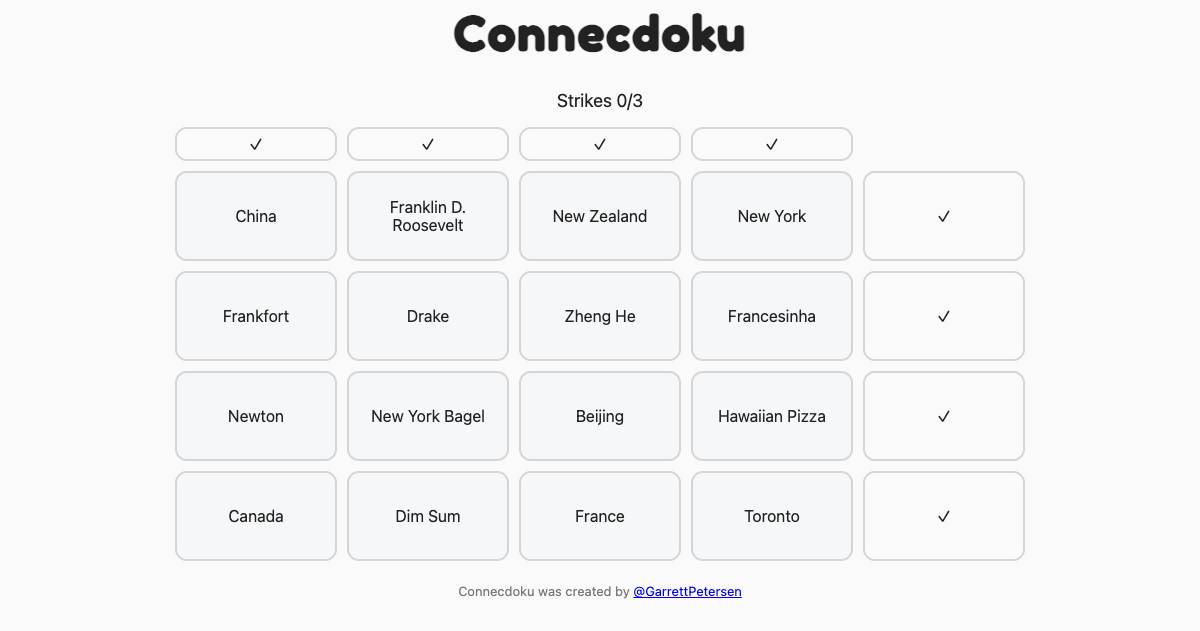 Connecdoku
Strikes 0/3
✓ ✓ ✓ ✓
China
Franklin D.
Roosevelt
New Zealand
New York
✓
Frankfort
Drake
Zheng He
Francesinha
✓
Newton
New York Bagel
Beijing
Hawaiian Pizza
✓
Canada
Dim Sum
France
Toronto
✓
Connecdoku was created by @GarrettPetersen